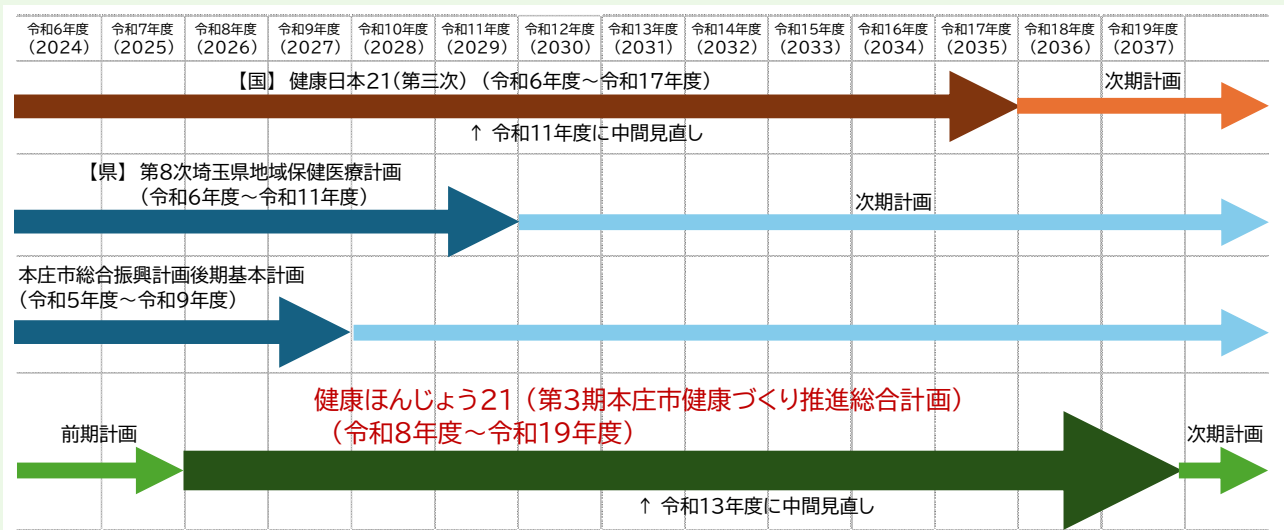 令和6年度 令和7年度 令和8年度 令和9年度 令和10年度 令和11年度 令和12年度 令和13年度 令和14年度 令和15年度 令和16年度 令和17年度 令和18年度 令和19年度
(2024) (2025) (2026) (2027) (2028) (2029) (2030) (2031) (2032) (2033) (2034) (2035) (2036) (2037)
【国】 健康日本21(第三次) (令和6年度～令和17年度) 次期計画
↑ 令和11年度に中間見直し
【県】 第8次埼玉県地域保健医療計画
(令和6年度～令和11年度) 次期計画
本庄市総合振興計画後期基本計画
(令和5年度～令和9年度)
健康ほんじょう21 (第3期本庄市健康づくり推進総合計画)
(令和8年度～令和19年度)
前期計画 次期計画
↑ 令和13年度に中間見直し